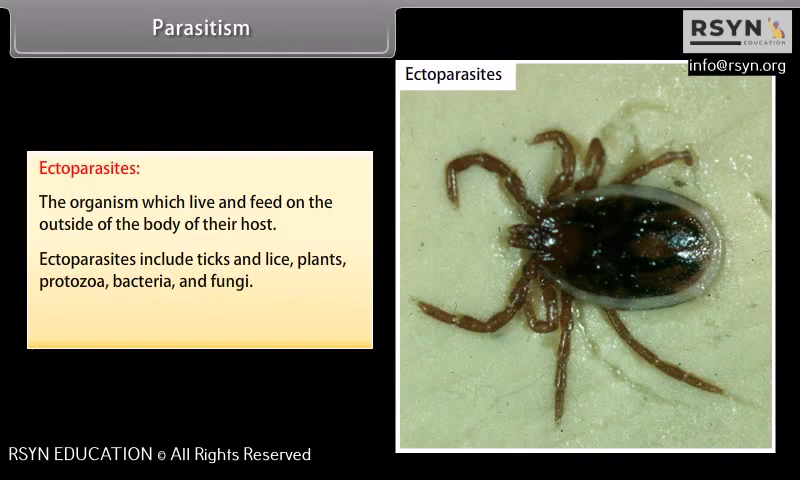 Parasitism
RSYN
EDUCATION
info@rsyn.org
Ectoparasites
Ectoparasites:
The organism which live and feed on the
outside of the body of their host.
Ectoparasites include ticks and lice, plants,
protozoa, bacteria, and fungi.
RSYN EDUCATION © All Rights Reserved